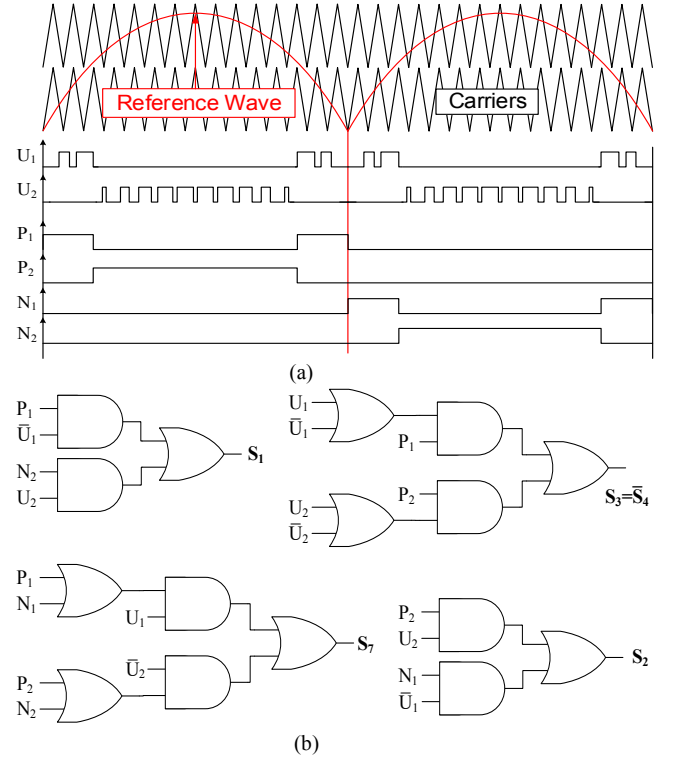 Reference Wave
Carriers
U₁
U₂
P₁
P₂
N₁
N₂
(a)
P₁
Ū₁
N₂
U₂
S₁
U₁
Ū₁
P₁
P₂
U₂
Ū₂
S₃=S̄₄
P₁
N₁
U₁
Ū₂
P₂
N₂
S₇
P₂
U₂
N₁
Ū₁
S₂
(b)